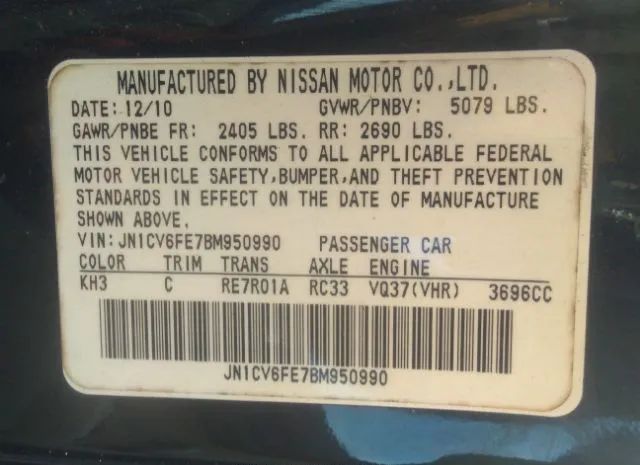 MANUFACTURED BY NISSAN MOTOR CO.,LTD.
DATE: 12/10 GVWR/PNBV: 5079 LBS.
GAWR/PNBE FR: 2405 LBS. RR: 2690 LBS.
THIS VEHICLE CONFORMS TO ALL APPLICABLE FEDERAL
MOTOR VEHICLE SAFETY,BUMPER,AND THEFT PREVENTION
STANDARDS IN EFFECT ON THE DATE OF MANUFACTURE
SHOWN ABOVE.
VIN:JN1CV6FE7BM950990 PASSENGER CAR
COLOR TRIM TRANS AXLE ENGINE
KH3 C RE7R01A RC33 VQ37(VHR) 3696CC
JN1CV6FE7BM950990